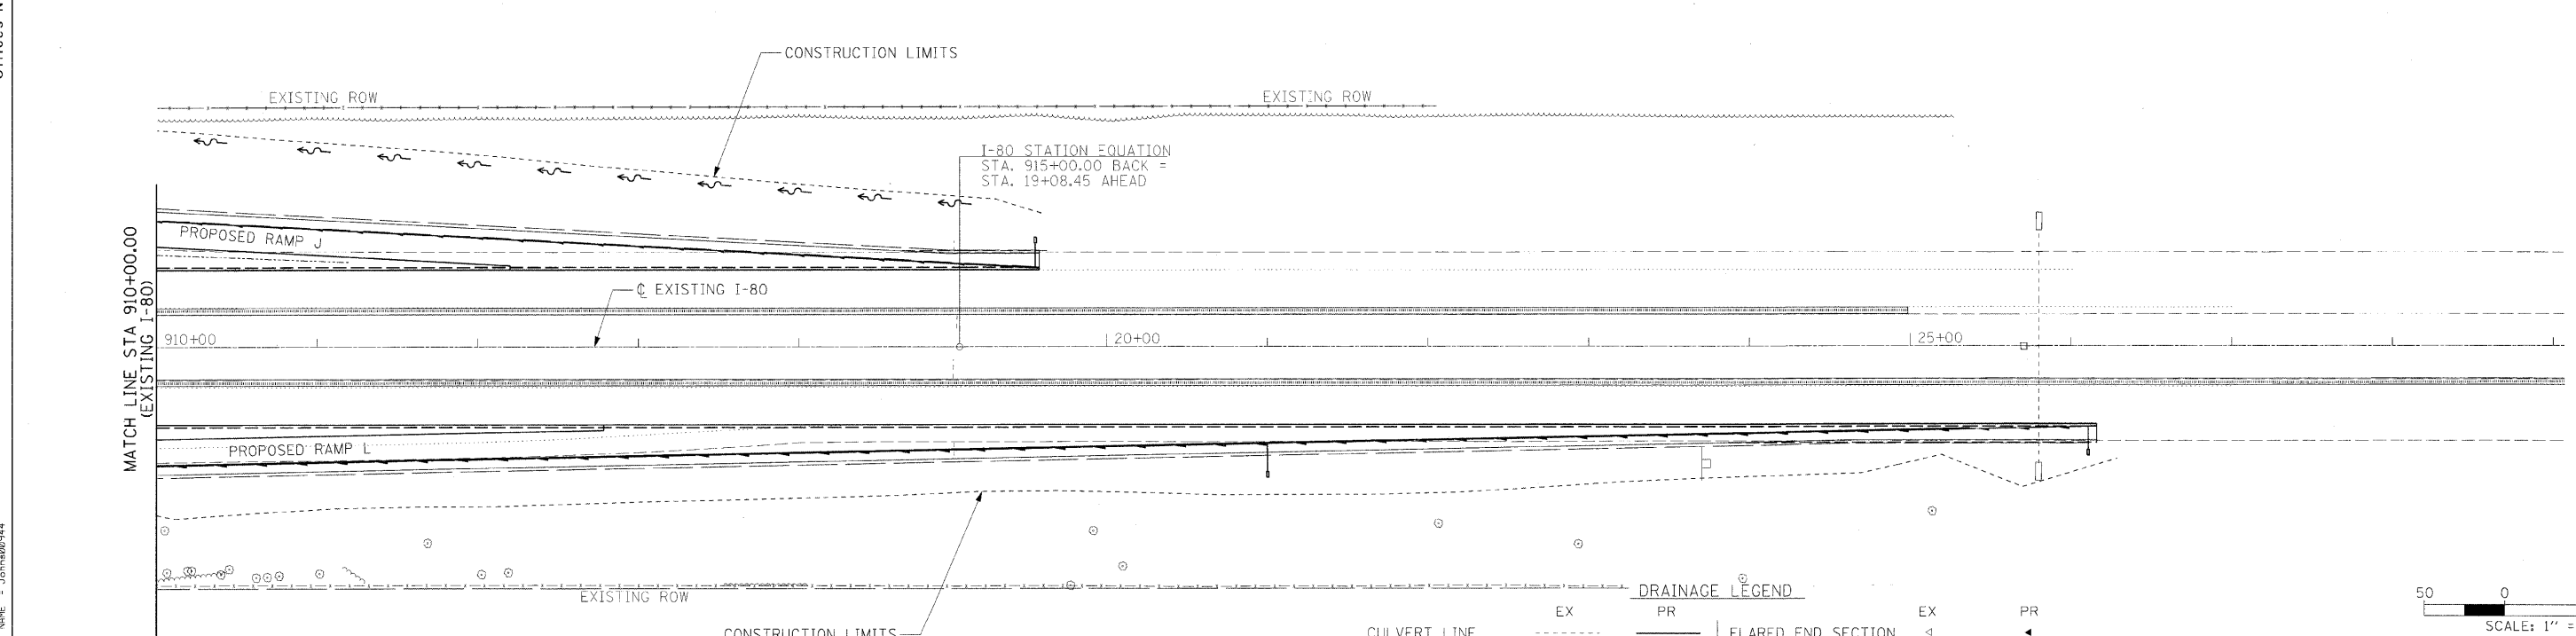 CONSTRUCTION LIMITS
EXISTING ROW
EXISTING ROW
I-80 STATION EQUATION
STA. 915+00.00 BACK =
STA. 19+08.45 AHEAD
PROPOSED RAMP J
MATCH LINE STA 910+00.00
(EXISTING I-80)
℄ EXISTING I-80
910+00
20+00
25+00
PROPOSED RAMP L
EXISTING ROW
CONSTRUCTION LIMITS
DRAINAGE LEGEND
EX PR EX PR
CULVERT LINE FLARED END SECTION
50 0
SCALE: 1" =